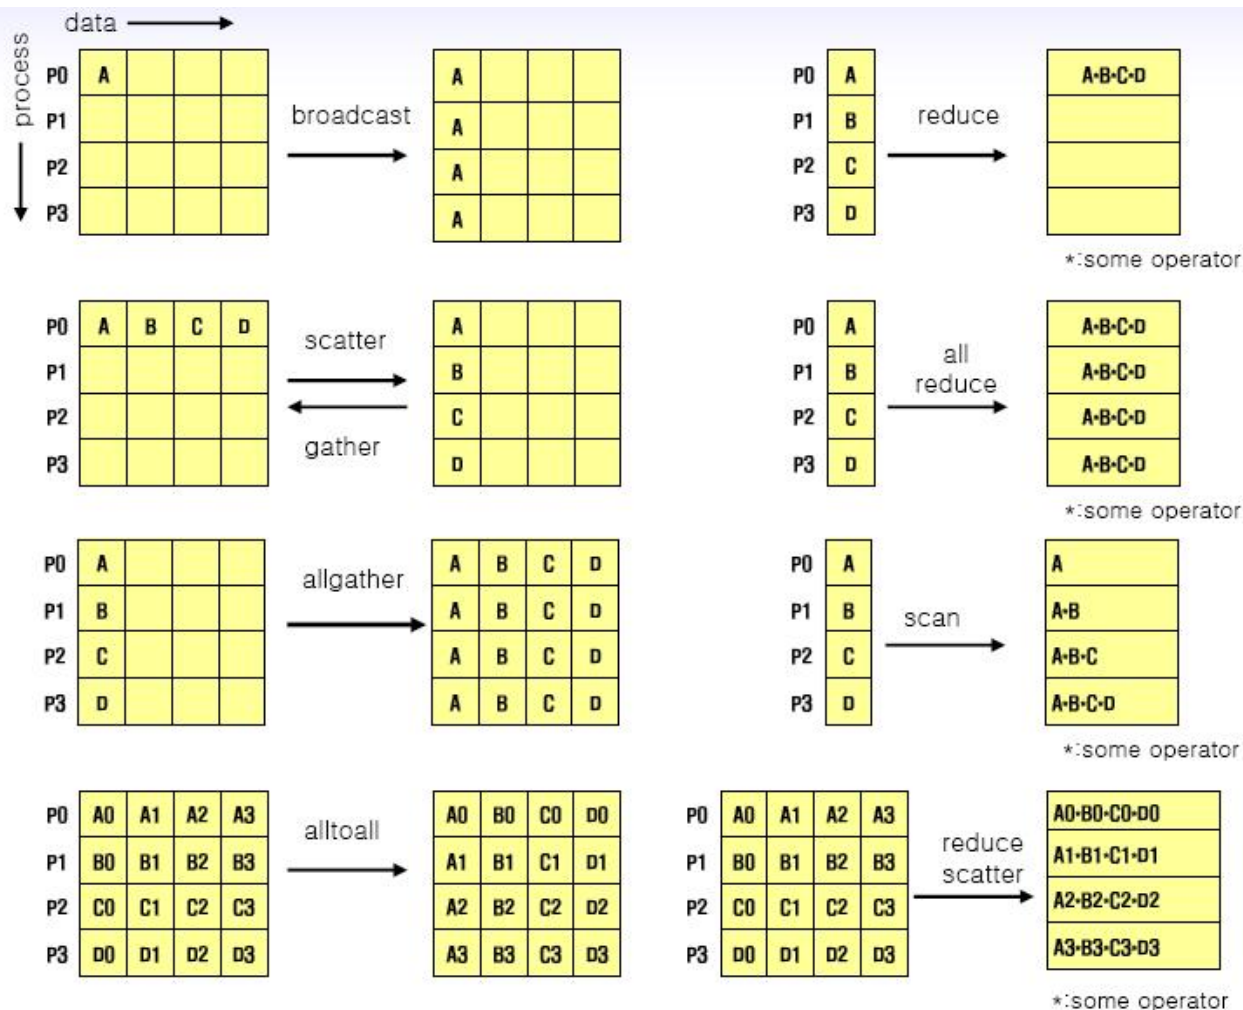 data
process
P0 A
P1
P2
P3
broadcast
A
A
A
A
P0 A
P1 B
P2 C
P3 D
reduce
A*B*C*D
*:some operator
P0 A B C D
P1
P2
P3
scatter
gather
A
B
C
D
P0 A
P1 B
P2 C
P3 D
all
reduce
A*B*C*D
A*B*C*D
A*B*C*D
A*B*C*D
*:some operator
P0 A
P1 B
P2 C
P3 D
allgather
A B C D
A B C D
A B C D
A B C D
P0 A
P1 B
P2 C
P3 D
scan
A
A*B
A*B*C
A*B*C*D
*:some operator
P0 A0 A1 A2 A3
P1 B0 B1 B2 B3
P2 C0 C1 C2 C3
P3 D0 D1 D2 D3
alltoall
A0 B0 C0 D0
A1 B1 C1 D1
A2 B2 C2 D2
A3 B3 C3 D3
P0 A0 A1 A2 A3
P1 B0 B1 B2 B3
P2 C0 C1 C2 C3
P3 D0 D1 D2 D3
reduce
scatter
A0*B0*C0*D0
A1*B1*C1*D1
A2*B2*C2*D2
A3*B3*C3*D3
*:some operator